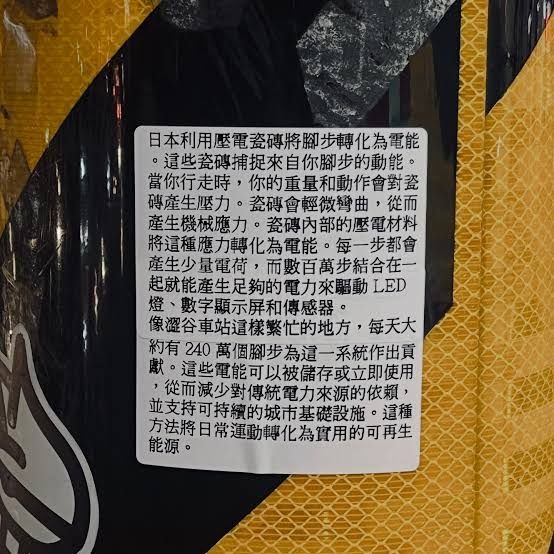 日本利用壓電瓷磚將腳步轉化為電能
。這些瓷磚捕捉來自你腳步的動能。
當你行走時，你的重量和動作會對瓷
磚產生壓力。瓷磚會輕微彎曲，從而
產生機械應力。瓷磚內部的壓電材料
將這種應力轉化為電能。每一步都會
產生少量電荷，而數百萬步結合在一
起就能產生足夠的電力來驅動 LED
燈、數字顯示屏和傳感器。
像澀谷車站這樣繁忙的地方，每天大
約有 240 萬個腳步為這一系統作出貢
獻。這些電能可以被儲存或立即使用
，從而減少對傳統電力來源的依賴，
並支持可持續的城市基礎設施。這種
方法將日常運動轉化為實用的可再生
能源。